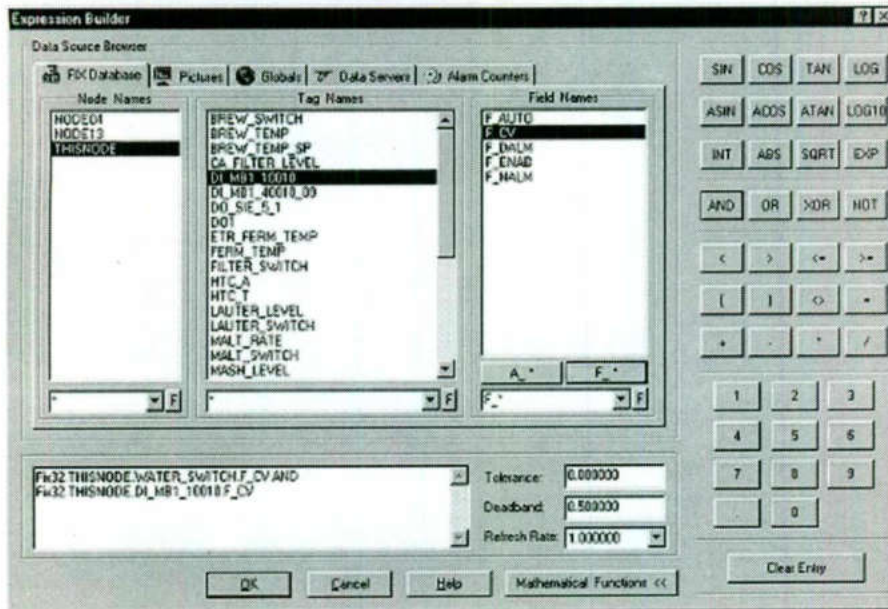 Expression Builder
Data Source Browser
FIX Database Pictures Globals Data Servers Alarm Counters
Node Names
NODE01
NODE13
THISNODE
*
F
Tag Names
BREW_SWITCH
BREW_TEMP
BREW_TEMP_SP
CA_FILTER_LEVEL
DI_MB1_10010
DI_MB1_40010_00
DO_SIE_5_1
DOT
ETR_FERM_TEMP
FERM_TEMP
FILTER_SWITCH
HTC_A
HTC_T
LAUTER_LEVEL
LAUTER_SWITCH
MALT_RATE
MALT_SWITCH
MASH_LEVEL
*
F
Field Names
F_AUTO
F_CV
F_DALM
F_ENAB
F_NALM
A_* F_*
F_*
F
Fix32.THISNODE.WATER_SWITCH.F_CV AND
Fix32.THISNODE.DI_MB1_10010.F_CV
Tolerance: 0.000000
Deadband: 0.500000
Refresh Rate: 1.000000
OK Cancel Help Mathematical Functions <<
SIN COS TAN LOG
ASIN ACOS ATAN LOG10
INT ABS SQRT EXP
AND OR XOR NOT
< > <= >=
( ) <> =
+ - * /
1 2 3
4 5 6
7 8 9
. 0
Clear Entry